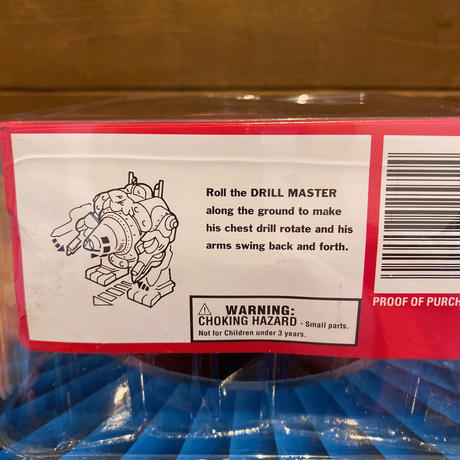 Roll the DRILL MASTER
along the ground to make
his chest drill rotate and his
arms swing back and forth.
WARNING:
CHOKING HAZARD - Small parts.
Not for Children under 3 years.
PROOF OF PURCH